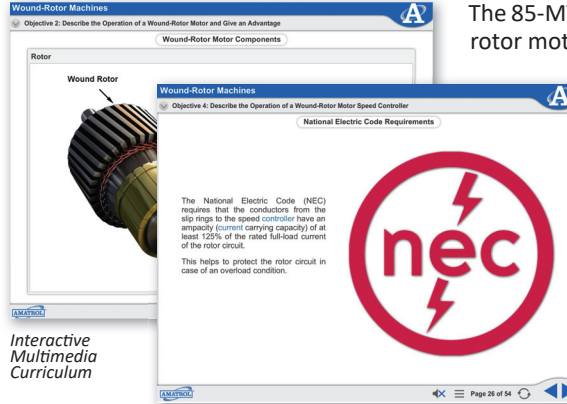 Wound-Rotor Machines
Objective 2: Describe the Operation of a Wound-Rotor Motor and Give an Advantage
Wound-Rotor Motor Components
Rotor
Wound Rotor
AMATROL
Interactive
Multimedia
Curriculum
The 85-MT
rotor mot
Wound-Rotor Machines
Objective 4: Describe the Operation of a Wound-Rotor Motor Speed Controller
National Electric Code Requirements
The National Electric Code (NEC)
requires that the conductors from the
slip rings to the speed controller have an
ampacity (current carrying capacity) of at
least 125% of the rated full-load current
of the rotor circuit.
This helps to protect the rotor circuit in
case of an overload condition.
nec
AMATROL
Page 26 of 54